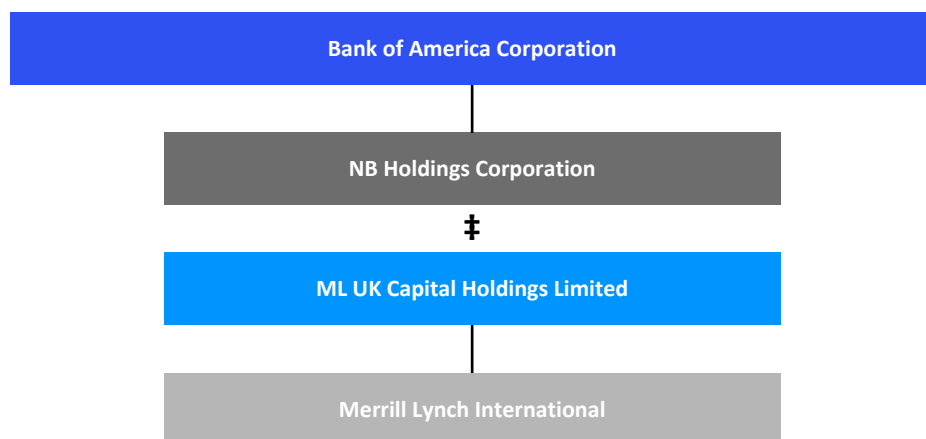 Bank of America Corporation
NB Holdings Corporation
‡
ML UK Capital Holdings Limited
Merrill Lynch International